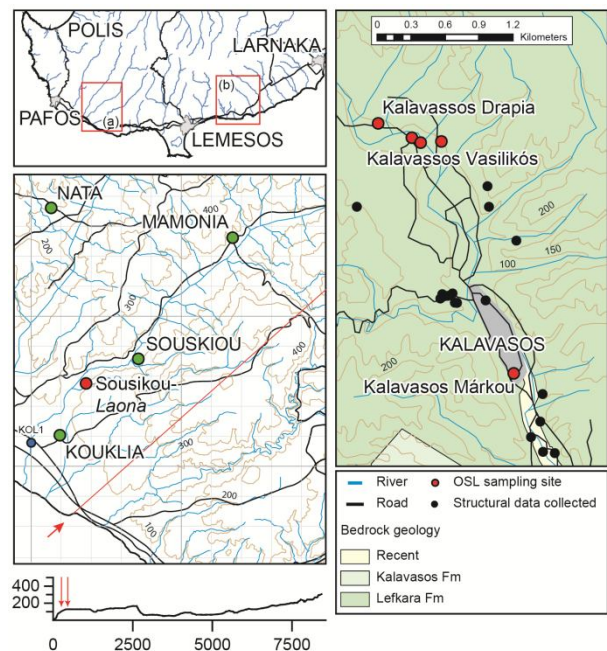 POLIS
LARNAKA
(b)
PAFOS
(a)
LEMESOS
NATA
MAMONIA
400
200
300
SOUSKIOU
400
Sousikou-
Laona
KOL1
KOUKLIA
300
200
100
400
200
0
2500
5000
7500
0 0.3 0.6 0.9 1.2
Kilometers
Kalavassos Drapia
Kalavassos Vasilikós
200
150
100
KALAVASOS
200
Kalavasos Márkou
River
OSL sampling site
Road
Structural data collected
Bedrock geology
Recent
Kalavasos Fm
Lefkara Fm